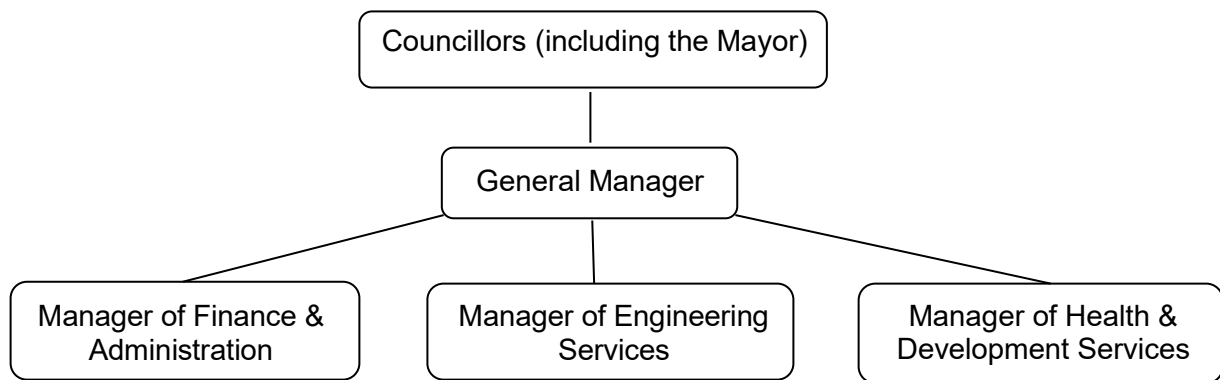 Councillors (including the Mayor)
General Manager
Manager of Finance &
Administration
Manager of Engineering
Services
Manager of Health &
Development Services